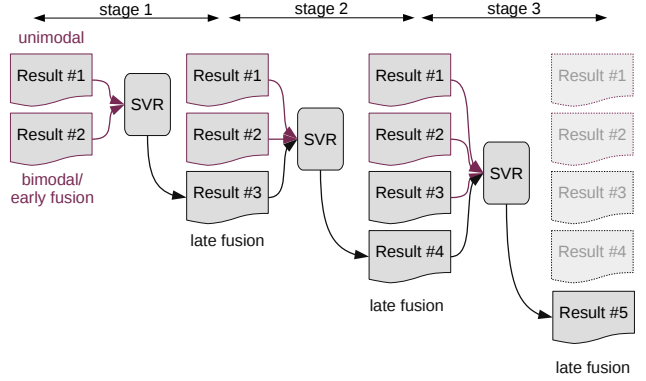 stage 1
stage 2
stage 3
unimodal
Result #1
Result #2
bimodal/
early fusion
SVR
Result #1
Result #2
Result #3
late fusion
SVR
Result #1
Result #2
Result #3
Result #4
late fusion
SVR
Result #1
Result #2
Result #3
Result #4
Result #5
late fusion